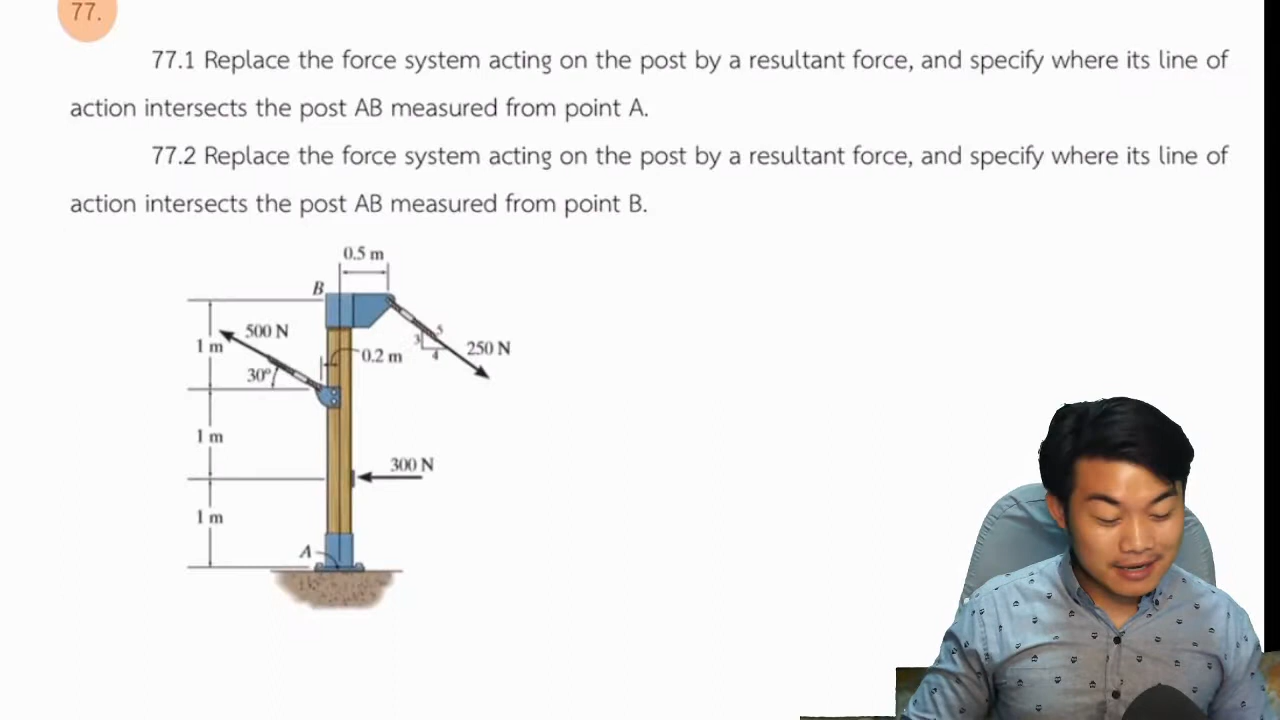 77.
77.1 Replace the force system acting on the post by a resultant force, and specify where its line of
action intersects the post AB measured from point A.
77.2 Replace the force system acting on the post by a resultant force, and specify where its line of
action intersects the post AB measured from point B.
0.5 m
B
500 N
1 m
0.2 m
3
5
4
250 N
30°
1 m
300 N
1 m
A